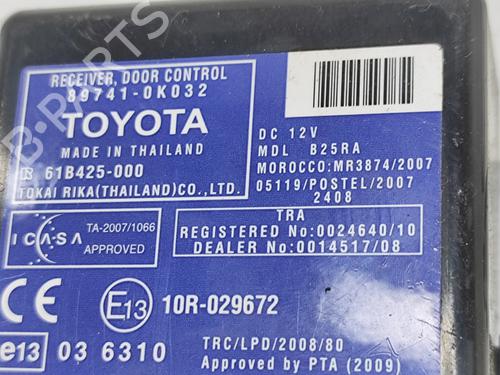 RECEIVER, DOOR CONTROL
89741-0K032
TOYOTA
MADE IN THAILAND
61B425-000
TOKAI RIKA(THAILAND)CO.,LTD.
DC 12V
MDL B25RA
MOROCCO:MR3874/2007
05119/POSTEL/2007
2408
ICASA
TA-2007/1066
APPROVED
TRA
REGISTERED No:0024640/10
DEALER No:0014517/08
CE
E13
10R-029672
e13
03 6310
TRC/LPD/2008/80
Approved by PTA (2009)
B-PARTS